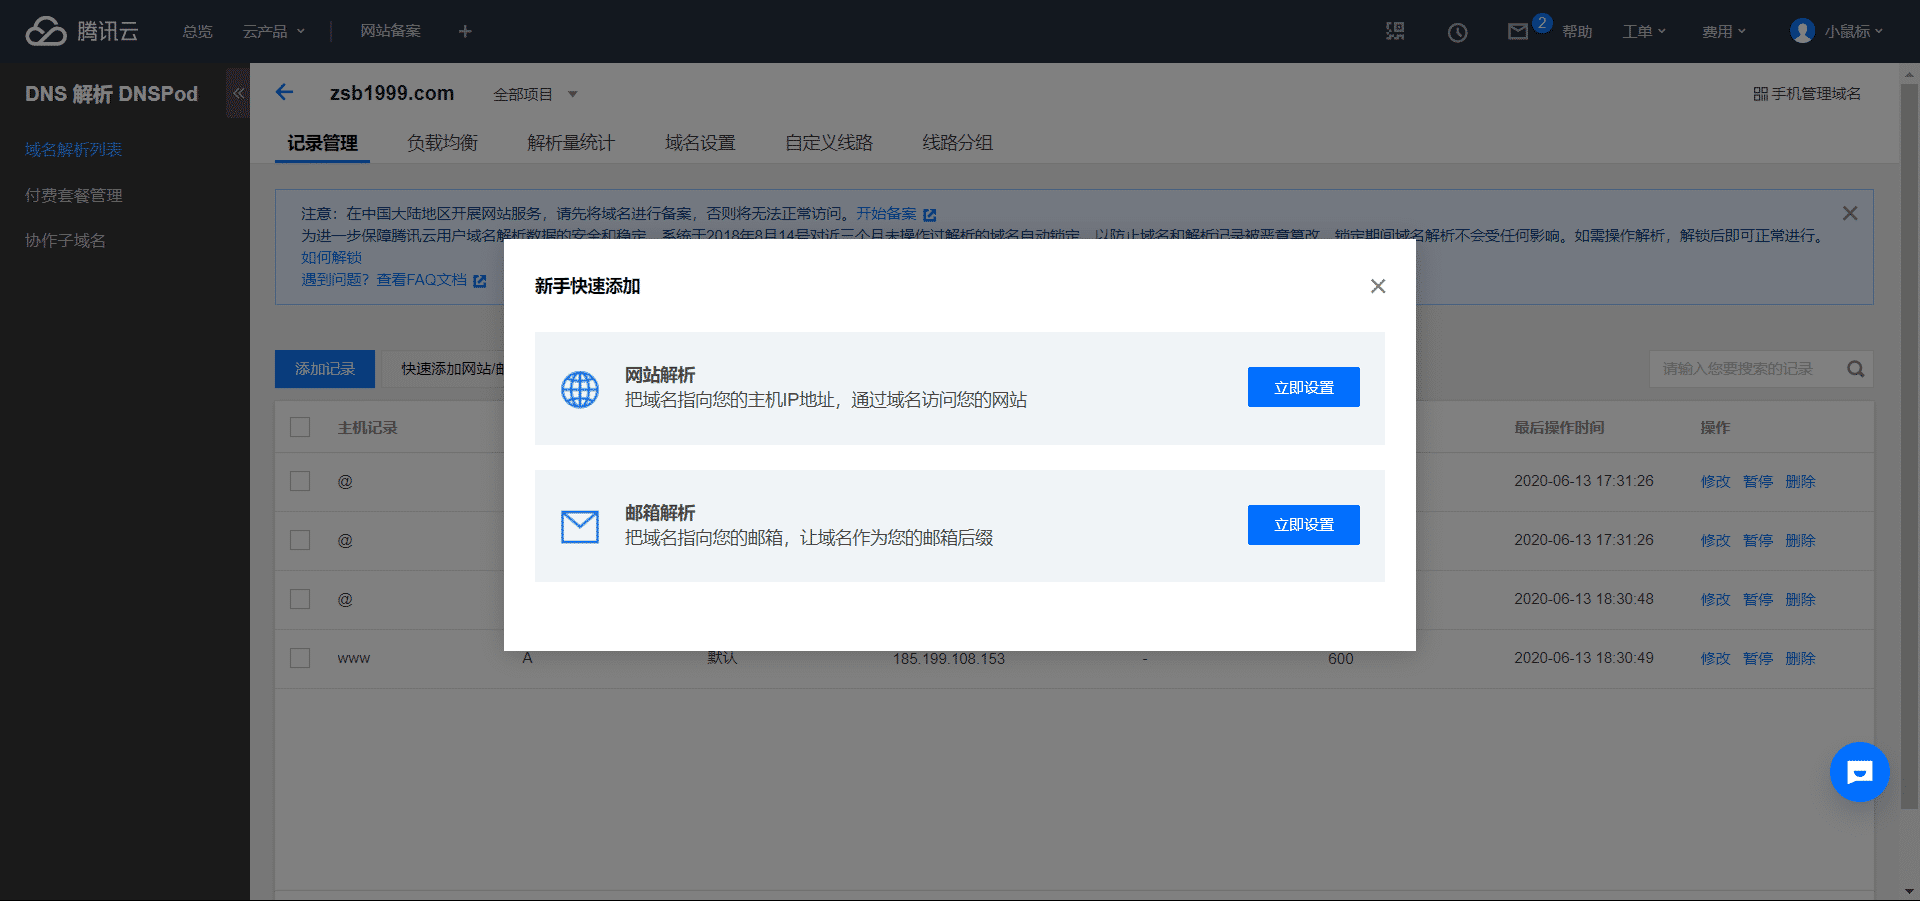 腾讯云 总览 云产品 网站备案 + 2 帮助 工单 费用 小鼠标
DNS 解析 DNSPod
域名解析列表
付费套餐管理
协作子域名
zsb1999.com 全部项目 手机管理域名
记录管理 负载均衡 解析量统计 域名设置 自定义线路 线路分组
注意：在中国大陆地区开展网站服务，请先将域名进行备案，否则将无法正常访问。开始备案
为进一步保障腾讯云用户域名解析数据的安全和稳定，系统于2018年8月14号对近三个月未操作过解析的域名自动锁定，以防止域名和解析记录被恶意篡改，锁定期间域名解析不会受任何影响。如需操作解析，解锁后即可正常进行。
如何解锁
遇到问题？查看FAQ文档
新手快速添加
网站解析
把域名指向您的主机IP地址，通过域名访问您的网站
立即设置
邮箱解析
把域名指向您的邮箱，让域名作为您的邮箱后缀
立即设置
添加记录 快速添加网站/邮 请输入您要搜索的记录
主机记录 最后操作时间 操作
@ 2020-06-13 17:31:26 修改 暂停 删除
@ 2020-06-13 17:31:26 修改 暂停 删除
@ 2020-06-13 18:30:48 修改 暂停 删除
www A 默认 185.199.108.153 - 600 2020-06-13 18:30:49 修改 暂停 删除